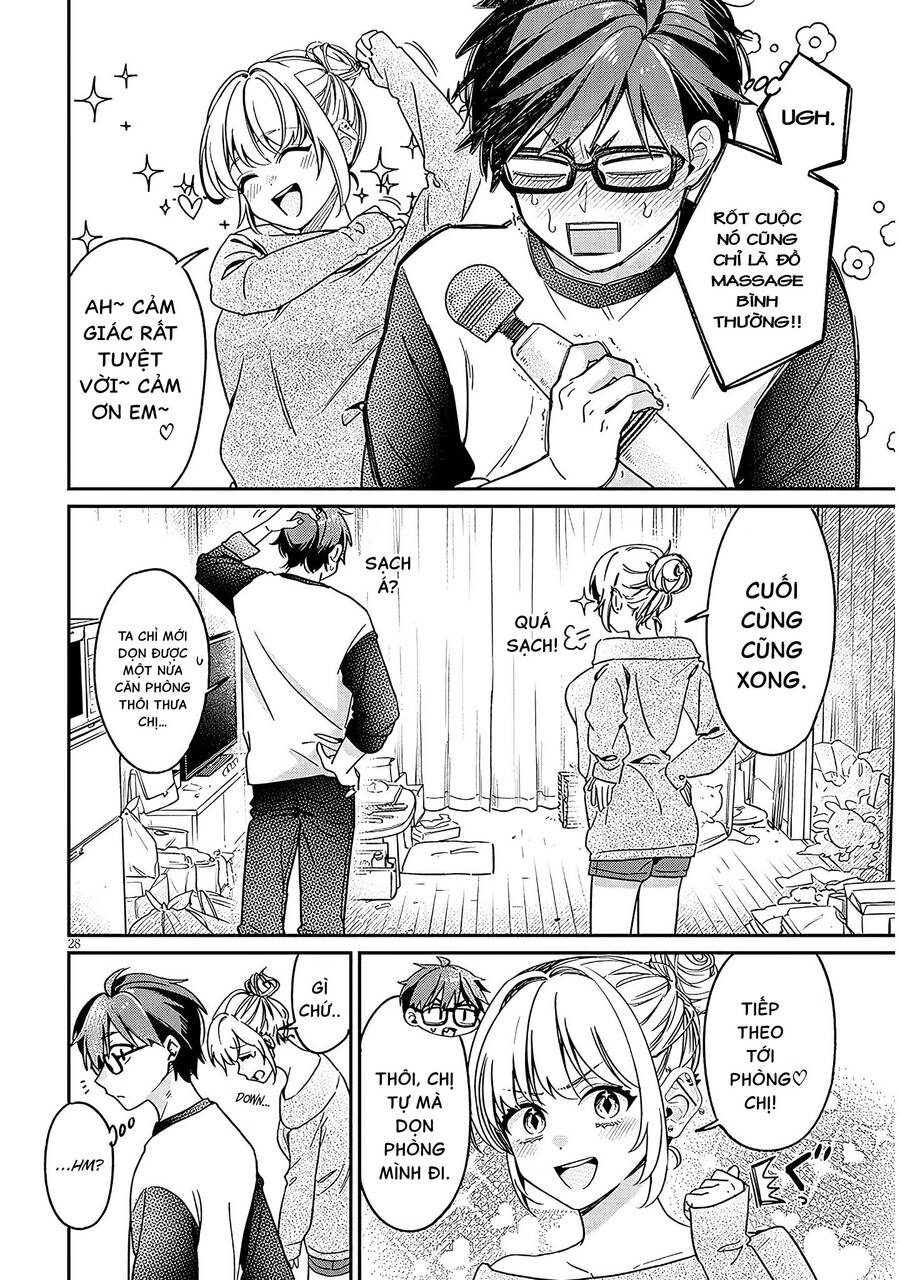 UGH.
RỐT CUỘC
NÓ CŨNG
CHỈ LÀ ĐỒ
MASSAGE
BÌNH
THƯỜNG!!
AH~ CẢM
GIÁC RẤT
TUYỆT
VỜI~ CẢM
ƠN EM~
CUỐI
CÙNG
CŨNG
XONG.
QUÁ
SẠCH!
SẠCH
Á?
TA CHỈ MỚI
DỌN ĐƯỢC
MỘT NỬA
CĂN PHÒNG
THÔI THƯA
CHỊ...
28
TIẾP
THEO
TỚI
PHÒNG♡
CHỊ!
THÔI, CHỊ
TỰ MÀ
DỌN PHÒNG
MÌNH ĐI.
GÌ
CHỨ..
DOWN...
...HM?